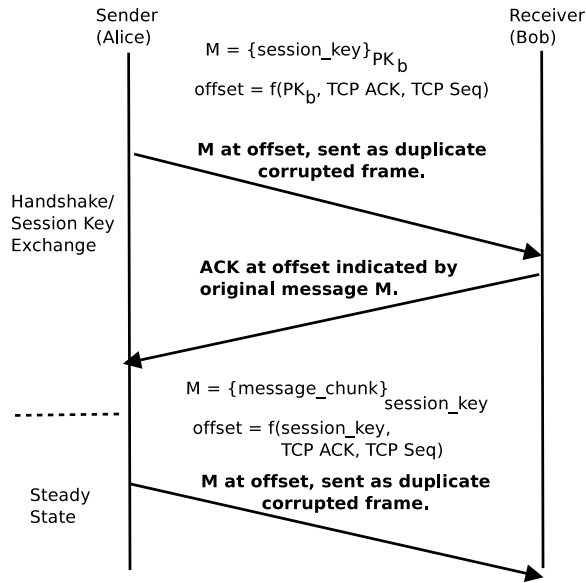 Sender
(Alice)
Receiver
(Bob)
M = {session_key}PK_b
offset = f(PK_b, TCP ACK, TCP Seq)
M at offset, sent as duplicate
corrupted frame.
Handshake/
Session Key
Exchange
ACK at offset indicated by
original message M.
M = {message_chunk}session_key
offset = f(session_key,
TCP ACK, TCP Seq)
M at offset, sent as duplicate
corrupted frame.
Steady
State